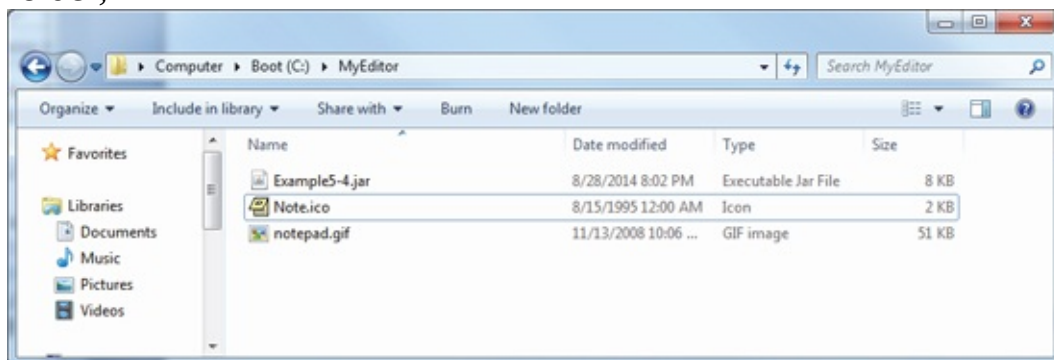 Computer ▸ Boot (C:) ▸ MyEditor
Search MyEditor
Organize Include in library Share with Burn New folder
Favorites
Libraries
Documents
Music
Pictures
Videos
Name Date modified Type Size
Example5-4.jar 8/28/2014 8:02 PM Executable Jar File 8 KB
Note.ico 8/15/1995 12:00 AM Icon 2 KB
notepad.gif 11/13/2008 10:06 ... GIF image 51 KB